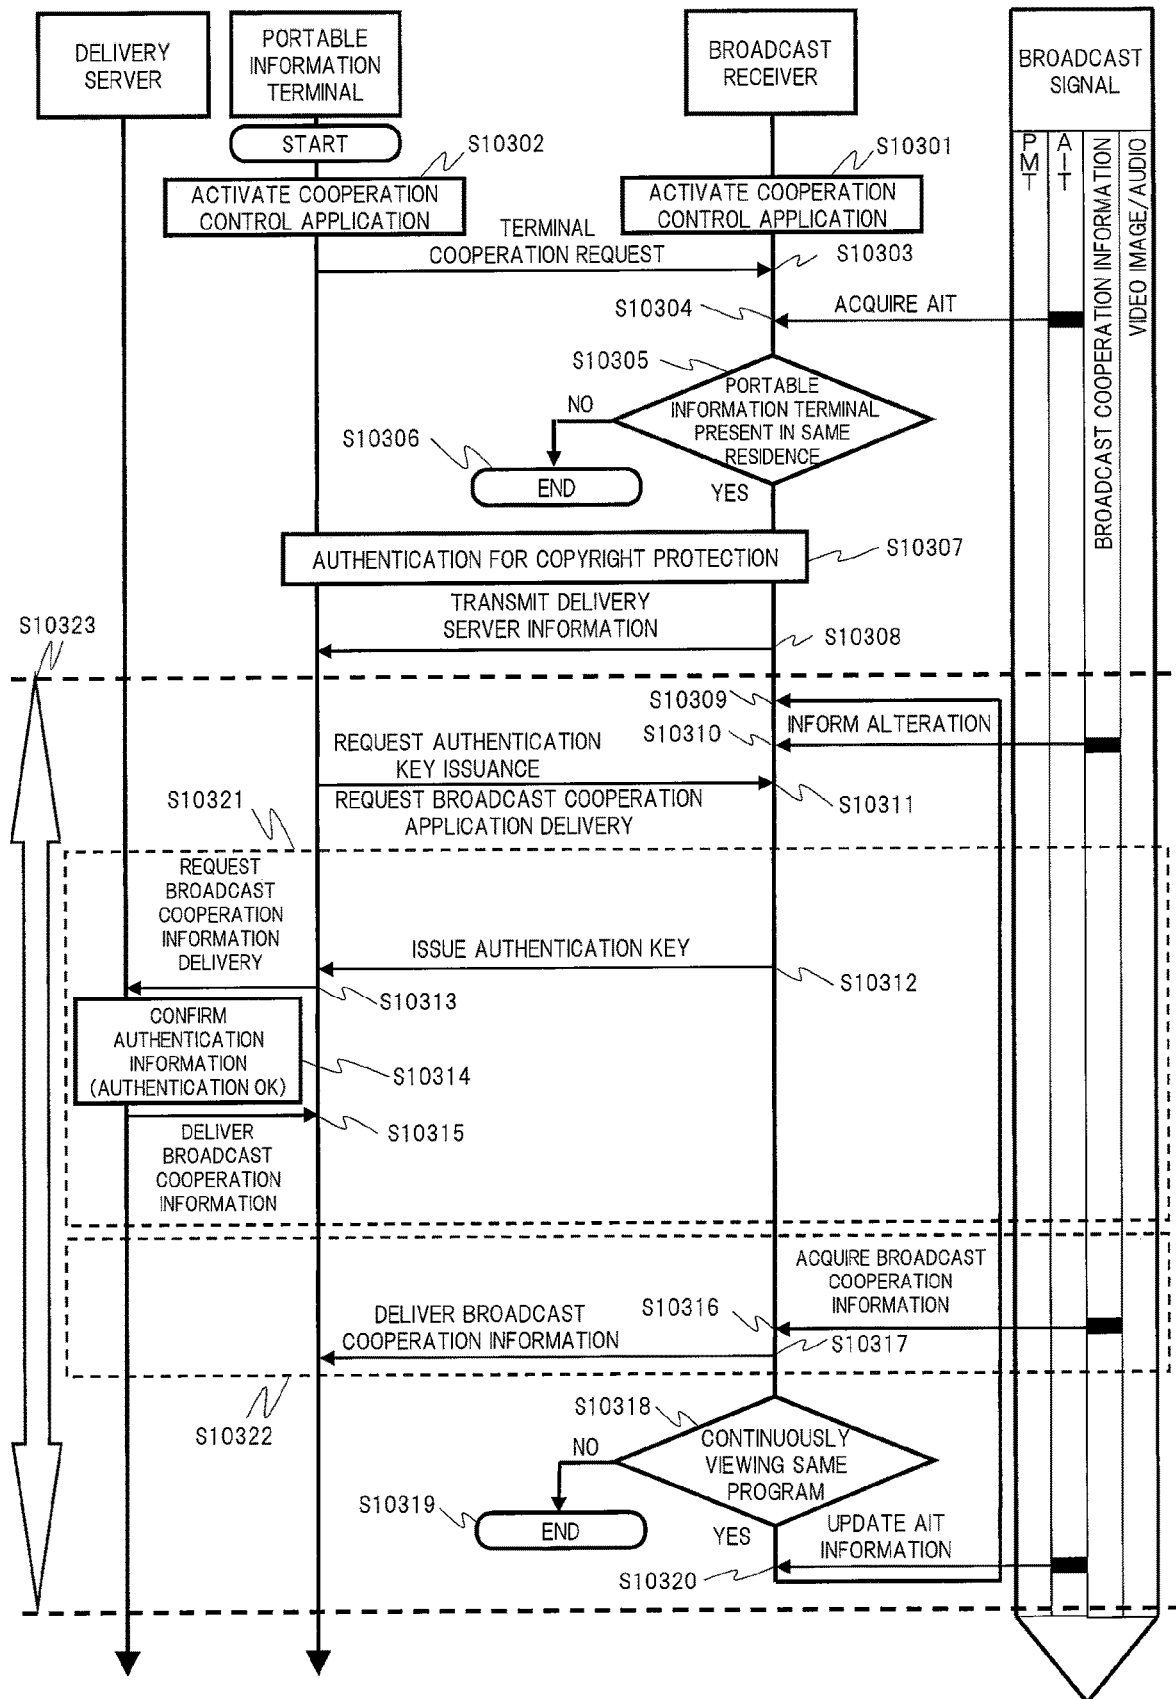 DELIVERY
SERVER
PORTABLE
INFORMATION
TERMINAL
BROADCAST
RECEIVER
BROADCAST
SIGNAL
START
S10302
S10301
PMT
AIT
BROADCAST COOPERATION INFORMATION
VIDEO IMAGE/AUDIO
ACTIVATE COOPERATION
CONTROL APPLICATION
ACTIVATE COOPERATION
CONTROL APPLICATION
TERMINAL
COOPERATION REQUEST
S10303
S10304
ACQUIRE AIT
S10305
PORTABLE
INFORMATION TERMINAL
PRESENT IN SAME
RESIDENCE
NO
S10306
END
YES
AUTHENTICATION FOR COPYRIGHT PROTECTION
S10307
TRANSMIT DELIVERY
SERVER INFORMATION
S10308
S10323
S10309
INFORM ALTERATION
S10310
REQUEST AUTHENTICATION
KEY ISSUANCE
REQUEST BROADCAST COOPERATION
APPLICATION DELIVERY
S10311
S10321
REQUEST
BROADCAST
COOPERATION
INFORMATION
DELIVERY
ISSUE AUTHENTICATION KEY
S10312
S10313
CONFIRM
AUTHENTICATION
INFORMATION
(AUTHENTICATION OK)
S10314
S10315
DELIVER
BROADCAST
COOPERATION
INFORMATION
ACQUIRE BROADCAST
COOPERATION
INFORMATION
S10316
DELIVER BROADCAST
COOPERATION INFORMATION
S10317
S10322
S10318
CONTINUOUSLY
VIEWING SAME
PROGRAM
NO
S10319
END
YES
UPDATE AIT
INFORMATION
S10320